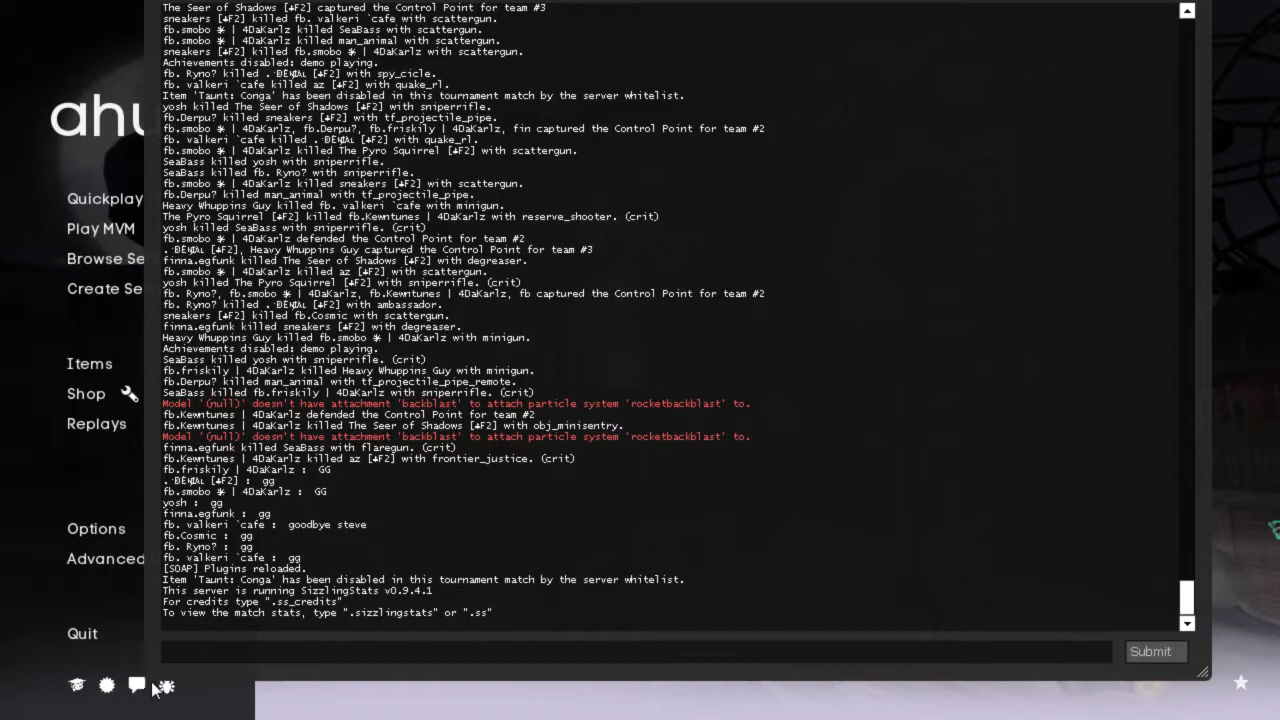 The Seer of Shadows [+F2] captured the Control Point for team #3
sneakers [+F2] killed fb. valkeri `cafe with scattergun.
fb.smobo ⁜ | 4DaKarlz killed SeaBass with scattergun.
fb.smobo ⁜ | 4DaKarlz killed man_animal with scattergun.
sneakers [+F2] killed fb.smobo ⁜ | 4DaKarlz with scattergun.
Achievements disabled: demo playing.
fb. Ryno? killed [+F2] with spy_cicle.
fb. valkeri `cafe killed az [+F2] with quake_rl.
Item 'Taunt: Conga' has been disabled in this tournament match by the server whitelist.
yosh killed The Seer of Shadows [+F2] with sniperrifle.
fb.Derpu? killed sneakers [+F2] with tf_projectile_pipe.
fb.smobo ⁜ | 4DaKarlz, fb.Derpu?, fb.friskily | 4DaKarlz, fin captured the Control Point for team #2
fb. valkeri `cafe killed [+F2] with quake_rl.
fb.smobo ⁜ | 4DaKarlz killed The Pyro Squirrel [+F2] with scattergun.
SeaBass killed yosh with sniperrifle.
SeaBass killed fb. Ryno? with sniperrifle.
fb.smobo ⁜ | 4DaKarlz killed sneakers [+F2] with scattergun.
fb.Derpu? killed man_animal with tf_projectile_pipe.
Heavy Whuppins Guy killed fb. valkeri `cafe with minigun.
The Pyro Squirrel [+F2] killed fb.Kewntunes | 4DaKarlz with reserve_shooter. (crit)
yosh killed SeaBass with sniperrifle. (crit)
fb.smobo ⁜ | 4DaKarlz defended the Control Point for team #2
[+F2], Heavy Whuppins Guy captured the Control Point for team #3
finna.egfunk killed The Seer of Shadows [+F2] with degreaser.
fb.smobo ⁜ | 4DaKarlz killed az [+F2] with scattergun.
yosh killed The Pyro Squirrel [+F2] with sniperrifle. (crit)
fb. Ryno?, fb.smobo ⁜ | 4DaKarlz, fb.Kewntunes | 4DaKarlz, fb captured the Control Point for team #2
fb. Ryno? killed [+F2] with ambassador.
sneakers [+F2] killed fb.Cosmic with scattergun.
finna.egfunk killed sneakers [+F2] with degreaser.
Heavy Whuppins Guy killed fb.smobo ⁜ | 4DaKarlz with minigun.
Achievements disabled: demo playing.
SeaBass killed yosh with sniperrifle. (crit)
fb.friskily | 4DaKarlz killed Heavy Whuppins Guy with minigun.
fb.Derpu? killed man_animal with tf_projectile_pipe_remote.
SeaBass killed fb.friskily | 4DaKarlz with sniperrifle. (crit)
Model '(null)' doesn't have attachment 'backblast' to attach particle system 'rocketbackblast' to.
fb.Kewntunes | 4DaKarlz defended the Control Point for team #2
fb.Kewntunes | 4DaKarlz killed The Seer of Shadows [+F2] with obj_minisentry.
Model '(null)' doesn't have attachment 'backblast' to attach particle system 'rocketbackblast' to.
finna.egfunk killed SeaBass with flaregun. (crit)
fb.Kewntunes | 4DaKarlz killed az [+F2] with frontier_justice. (crit)
fb.friskily | 4DaKarlz :  GG
[+F2] :  gg
fb.smobo ⁜ | 4DaKarlz :  GG
yosh :  gg
finna.egfunk :  gg
fb. valkeri `cafe :  goodbye steve
fb.Cosmic :  gg
fb. Ryno? :  gg
fb. valkeri `cafe :  gg
[SOAP] Plugins reloaded.
Item 'Taunt: Conga' has been disabled in this tournament match by the server whitelist.
This server is running SizzlingStats v0.9.4.1
For credits type ".ss_credits"
To view the match stats, type ".sizzlingstats" or ".ss"
Submit
ahu
Quickplay
Play MVM
Browse Se
Create Se
Items
Shop
Replays
Options
Advanced
Quit